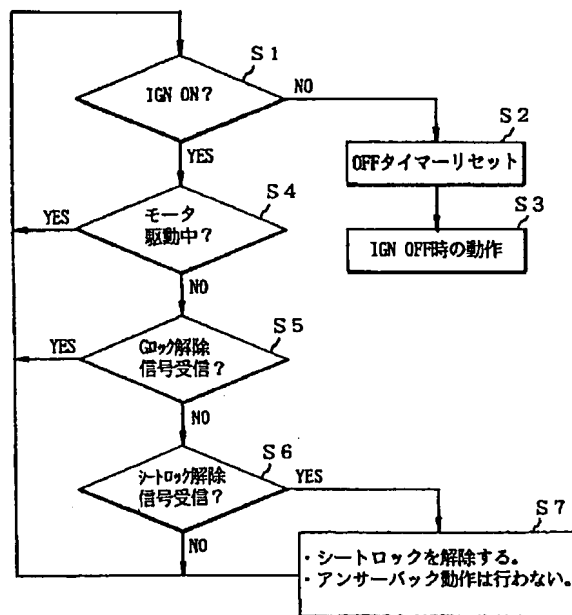 S1
IGN ON?
NO
YES
S2
OFFタイマーリセット
S3
IGN OFF時の動作
S4
モータ
駆動中?
YES
NO
S5
Gロック解除
信号受信?
YES
NO
S6
シートロック解除
信号受信?
YES
NO
S7
・シートロックを解除する。
・アンサーバック動作は行わない。